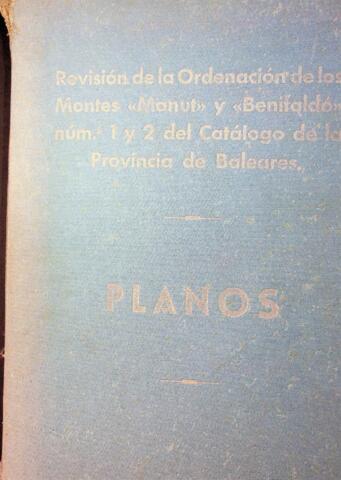 Revisión de la Ordenación de los
Montes «Manut» y «Benifaldó»
núm.s 1 y 2 del Catálogo de la
Provincia de Baleares.
PLANOS